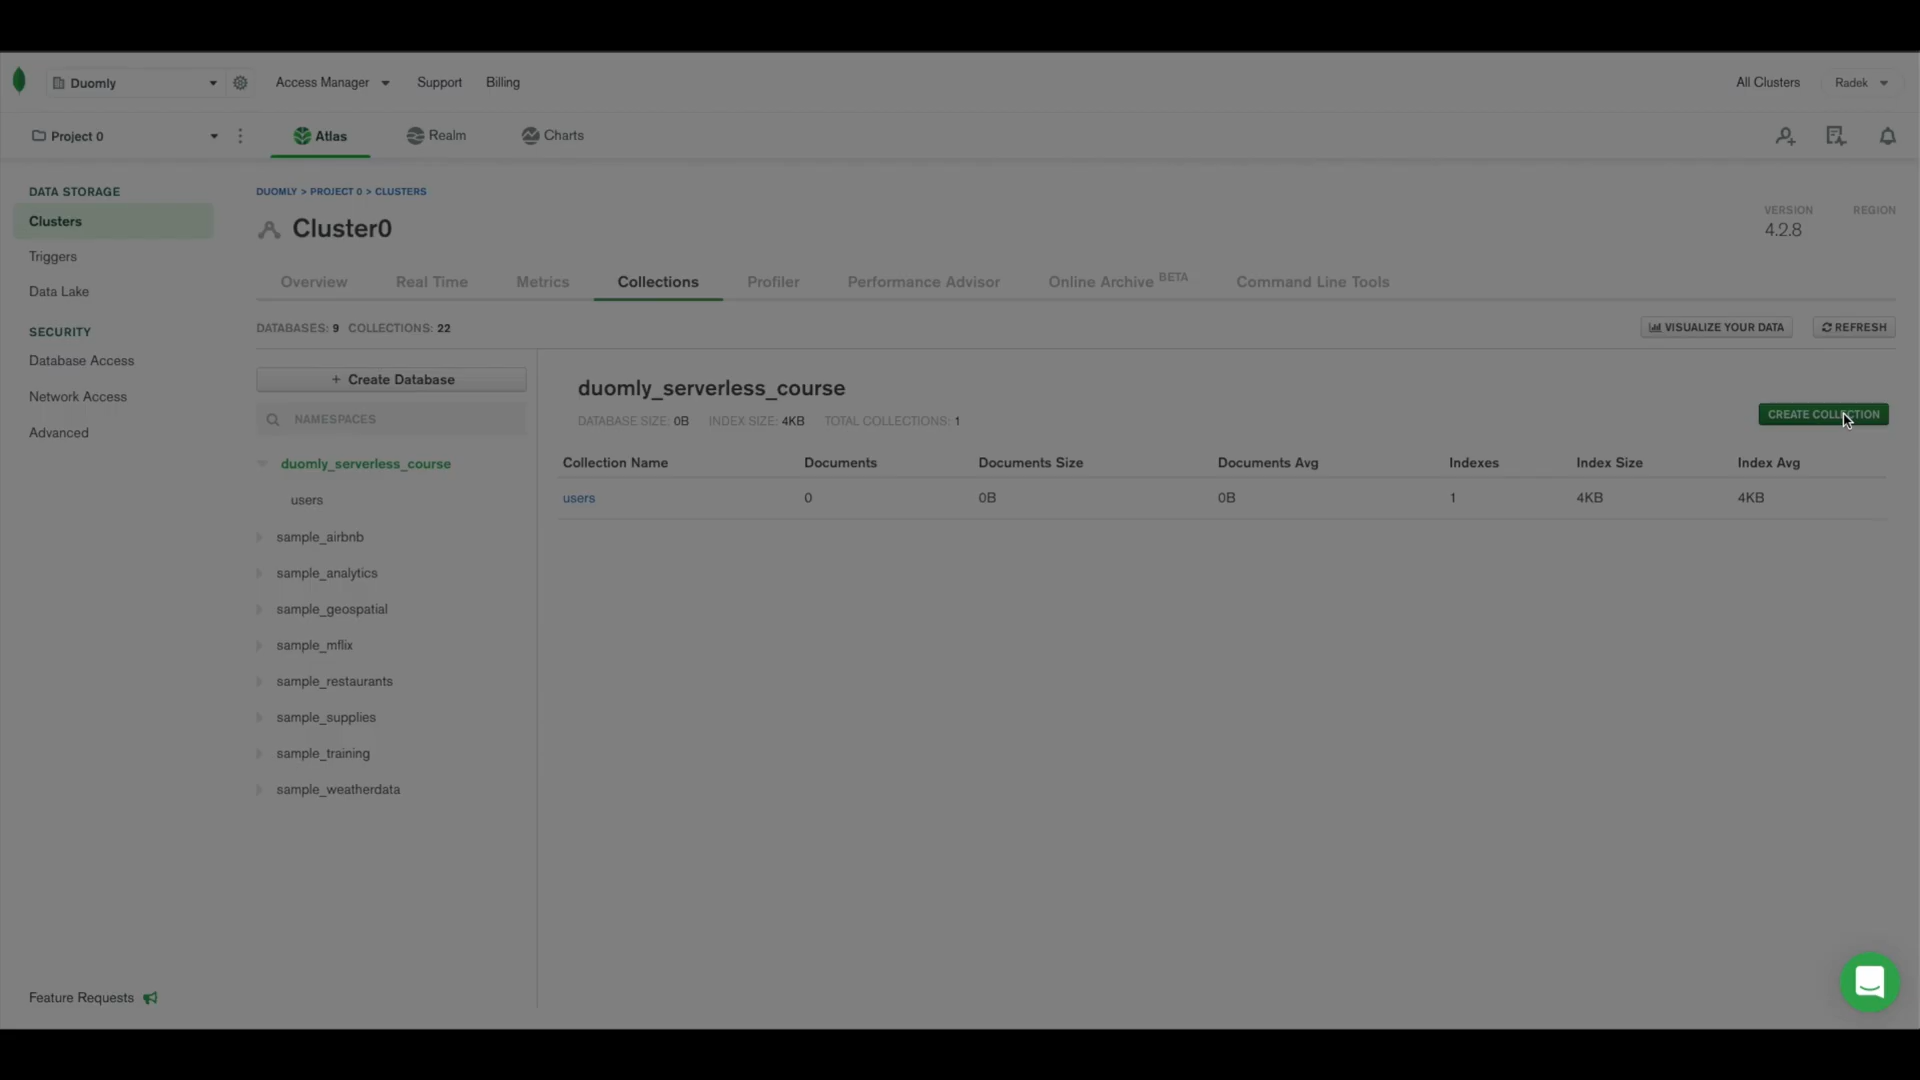 Duomly
Access Manager
Support
Billing
All Clusters
Radek
Project 0
Atlas
Realm
Charts
DATA STORAGE
Clusters
Triggers
Data Lake
SECURITY
Database Access
Network Access
Advanced
Feature Requests
DUOMLY > PROJECT 0 > CLUSTERS
Cluster0
VERSION
4.2.8
REGION
Overview
Real Time
Metrics
Collections
Profiler
Performance Advisor
Online Archive BETA
Command Line Tools
DATABASES: 9 COLLECTIONS: 22
VISUALIZE YOUR DATA
REFRESH
+ Create Database
NAMESPACES
duomly_serverless_course
users
sample_airbnb
sample_analytics
sample_geospatial
sample_mflix
sample_restaurants
sample_supplies
sample_training
sample_weatherdata
duomly_serverless_course
DATABASE SIZE: 0B INDEX SIZE: 4KB TOTAL COLLECTIONS: 1
CREATE COLLECTION
Collection Name Documents Documents Size Documents Avg Indexes Index Size Index Avg
users 0 0B 0B 1 4KB 4KB